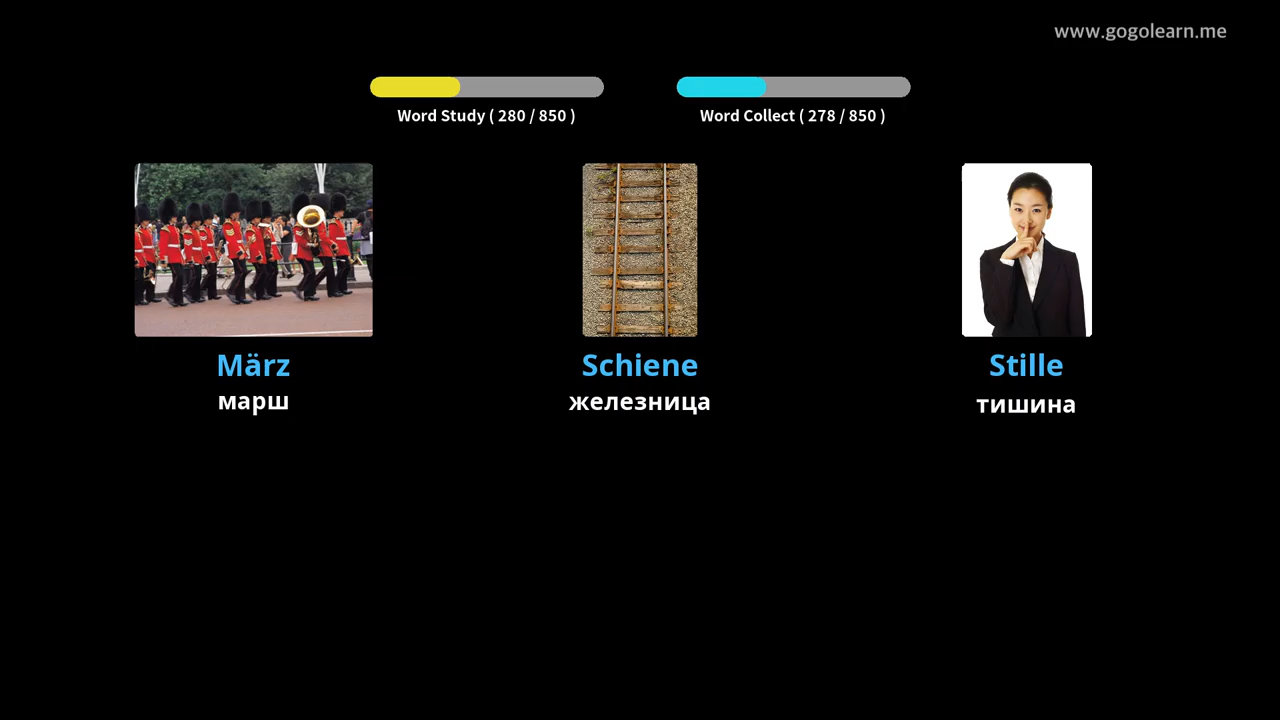 www.gogolearn.me
Word Study ( 280 / 850 )
Word Collect ( 278 / 850 )
März
марш
Schiene
железница
Stille
тишина